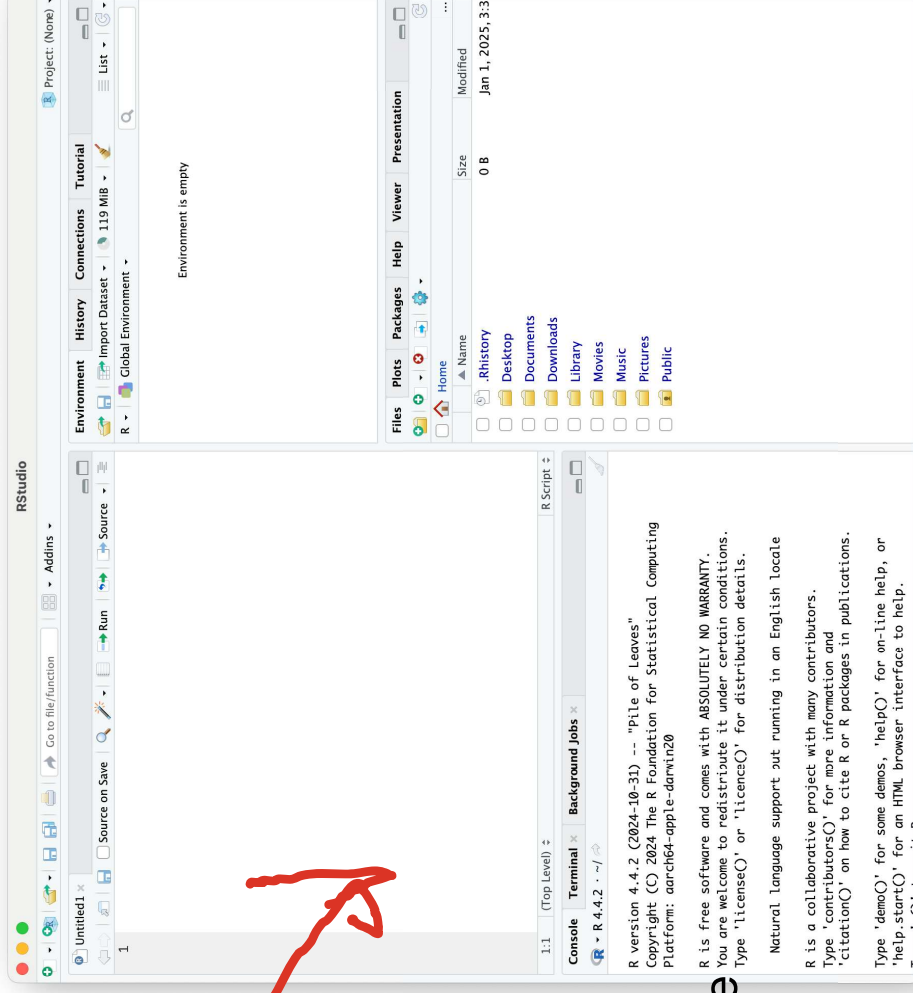 RStudio
Go to file/function
Addins
Project: (None)
Untitled1
Source on Save
Run
Source
1
1:1
(Top Level)
R Script
Console
Terminal
Background Jobs
R 4.4.2 · ~/
R version 4.4.2 (2024-10-31) -- "Pile of Leaves"
Copyright (C) 2024 The R Foundation for Statistical Computing
Platform: aarch64-apple-darwin20
R is free software and comes with ABSOLUTELY NO WARRANTY.
You are welcome to redistribute it under certain conditions.
Type 'license()' or 'licence()' for distribution details.
Natural language support but running in an English locale
R is a collaborative project with many contributors.
Type 'contributors()' for more information and
'citation()' on how to cite R or R packages in publications.
Type 'demo()' for some demos, 'help()' for on-line help, or
'help.start()' for an HTML browser interface to help.
Environment
History
Connections
Tutorial
Import Dataset
119 MiB
List
R
Global Environment
Environment is empty
Files
Plots
Packages
Help
Viewer
Presentation
Home
...
Name
Size
Modified
.Rhistory
0 B
Jan 1, 2025, 3:3
Desktop
Documents
Downloads
Library
Movies
Music
Pictures
Public
e